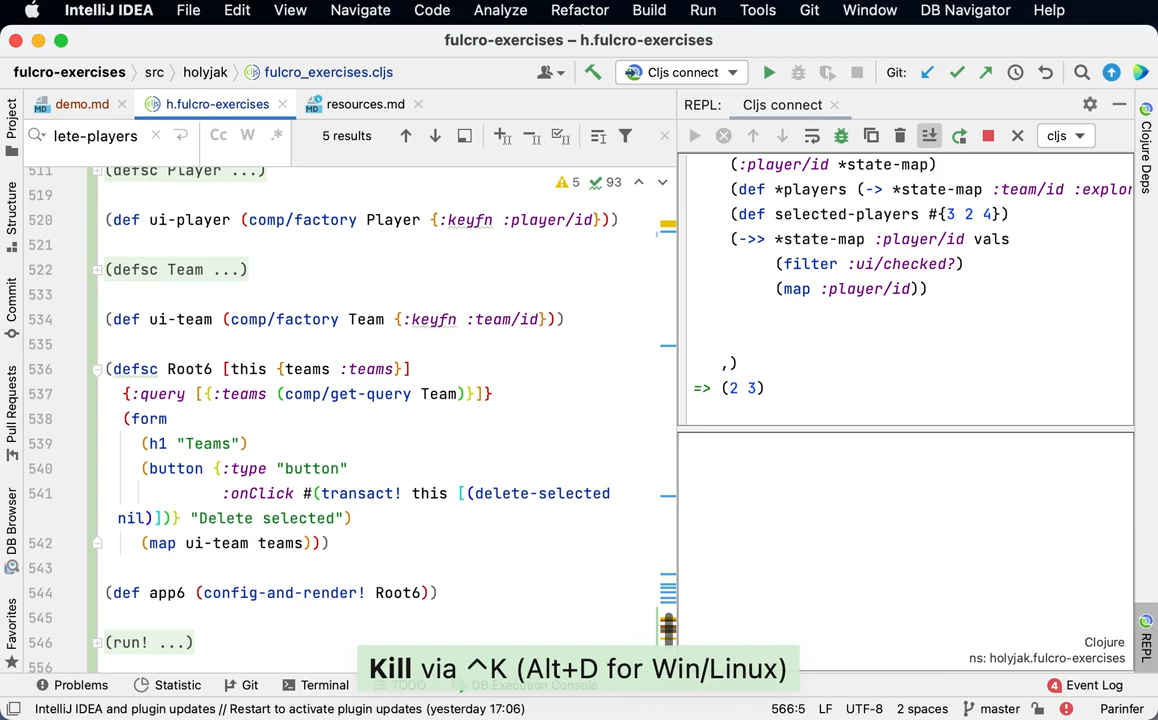 IntelliJ IDEA File Edit View Navigate Code Analyze Refactor Build Run Tools Git Window DB Navigator Help
fulcro-exercises – h.fulcro-exercises
fulcro-exercises src holyjak fulcro_exercises.cljs Cljs connect Git:
demo.md h.fulcro-exercises resources.md REPL: Cljs connect
lete-players Cc W .* 5 results cljs
511 (defsc Player ...)
5 93
519
520 (def ui-player (comp/factory Player {:keyfn :player/id}))
521
522 (defsc Team ...)
533
534 (def ui-team (comp/factory Team {:keyfn :team/id}))
535
536 (defsc Root6 [this {teams :teams}]
537 {:query [{:teams (comp/get-query Team)}]}
538 (form
539 (h1 "Teams")
540 (button {:type "button"
541 :onClick #(transact! this [(delete-selected
nil)])} "Delete selected")
542 (map ui-team teams)))
543
544 (def app6 (config-and-render! Root6))
545
546 (run! ...)
556
(:player/id *state-map)
(def *players (-> *state-map :team/id :explor
(def selected-players #{3 2 4})
(->> *state-map :player/id vals
(filter :ui/checked?)
(map :player/id))
,)
=> (2 3)
Clojure
ns: holyjak.fulcro-exercises
Project
Structure
Commit
Pull Requests
DB Browser
Favorites
Clojure Deps
REPL
Kill via ^K (Alt+D for Win/Linux)
Problems Statistic Git Terminal TODO DB Execution Console 4 Event Log
IntelliJ IDEA and plugin updates // Restart to activate plugin updates (yesterday 17:06) 566:5 LF UTF-8 2 spaces master Parinfer